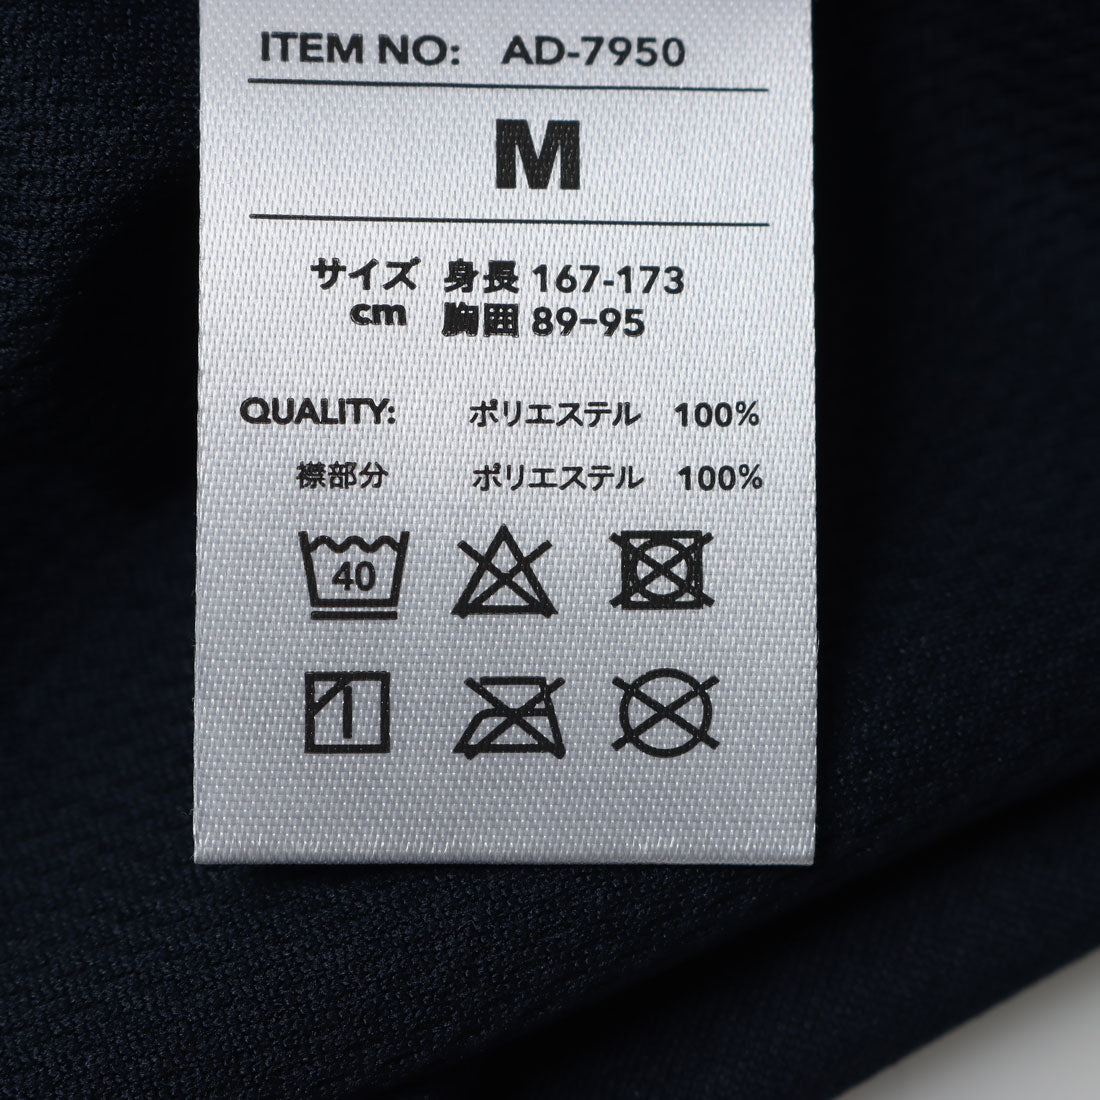 ITEM NO: AD-7950
M
サイズ 身長 167-173
cm 胸囲 89-95
QUALITY: ポリエステル 100%
襟部分 ポリエステル 100%
40